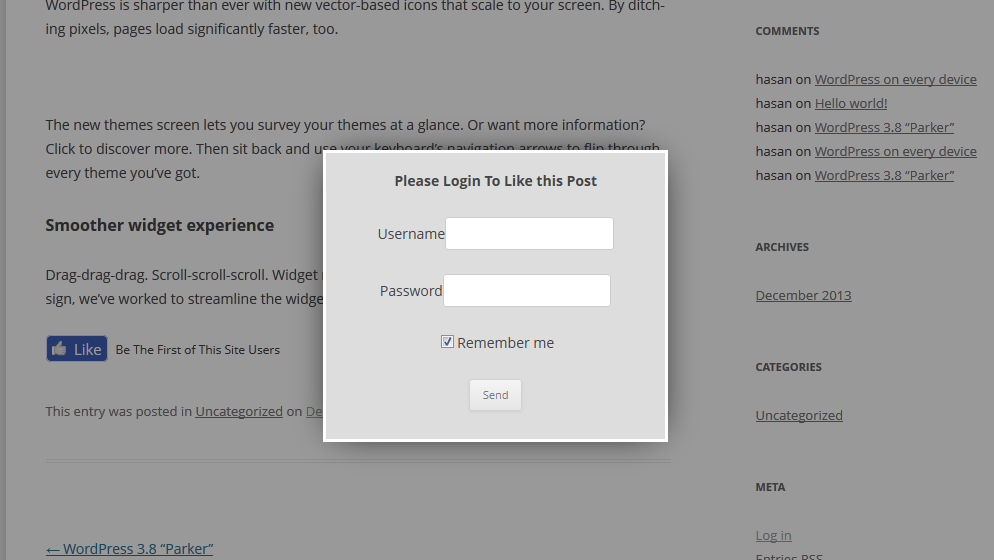 WordPress is sharper than ever with new vector-based icons that scale to your screen. By ditch-
ing pixels, pages load significantly faster, too.
The new themes screen lets you survey your themes at a glance. Or want more information?
Click to discover more. Then sit back and use your keyboard's navigation arrows to flip through
every theme you've got.
Smoother widget experience
Drag-drag-drag. Scroll-scroll-scroll. Widget
sign, we've worked to streamline the widge
Like Be The First of This Site Users
This entry was posted in Uncategorized on De
← WordPress 3.8 “Parker”
Please Login To Like this Post
Username
Password
Remember me
Send
COMMENTS
hasan on WordPress on every device
hasan on Hello world!
hasan on WordPress 3.8 “Parker”
hasan on WordPress on every device
hasan on WordPress 3.8 “Parker”
ARCHIVES
December 2013
CATEGORIES
Uncategorized
META
Log in
Entries RSS